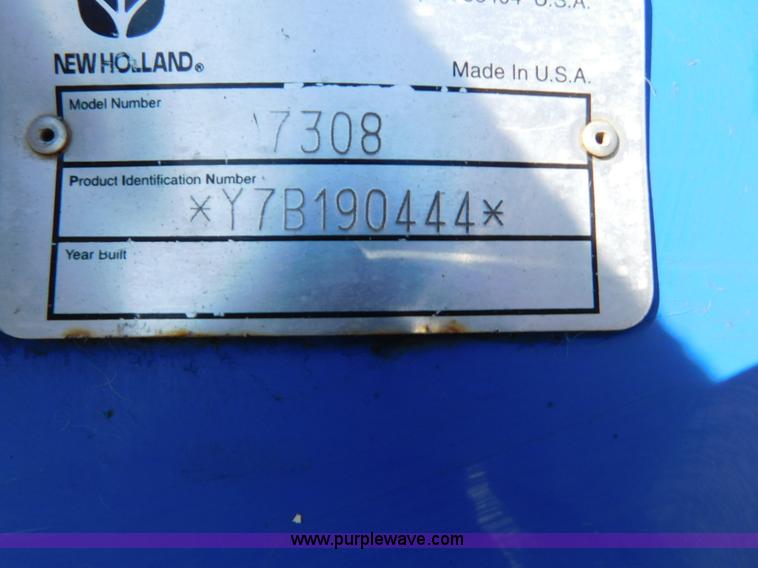 U.S.A.
NEW HOLLAND®
Made In U.S.A.
Model Number
7308
Product Identification Number
*Y7B190444*
Year Built
www.purplewave.com